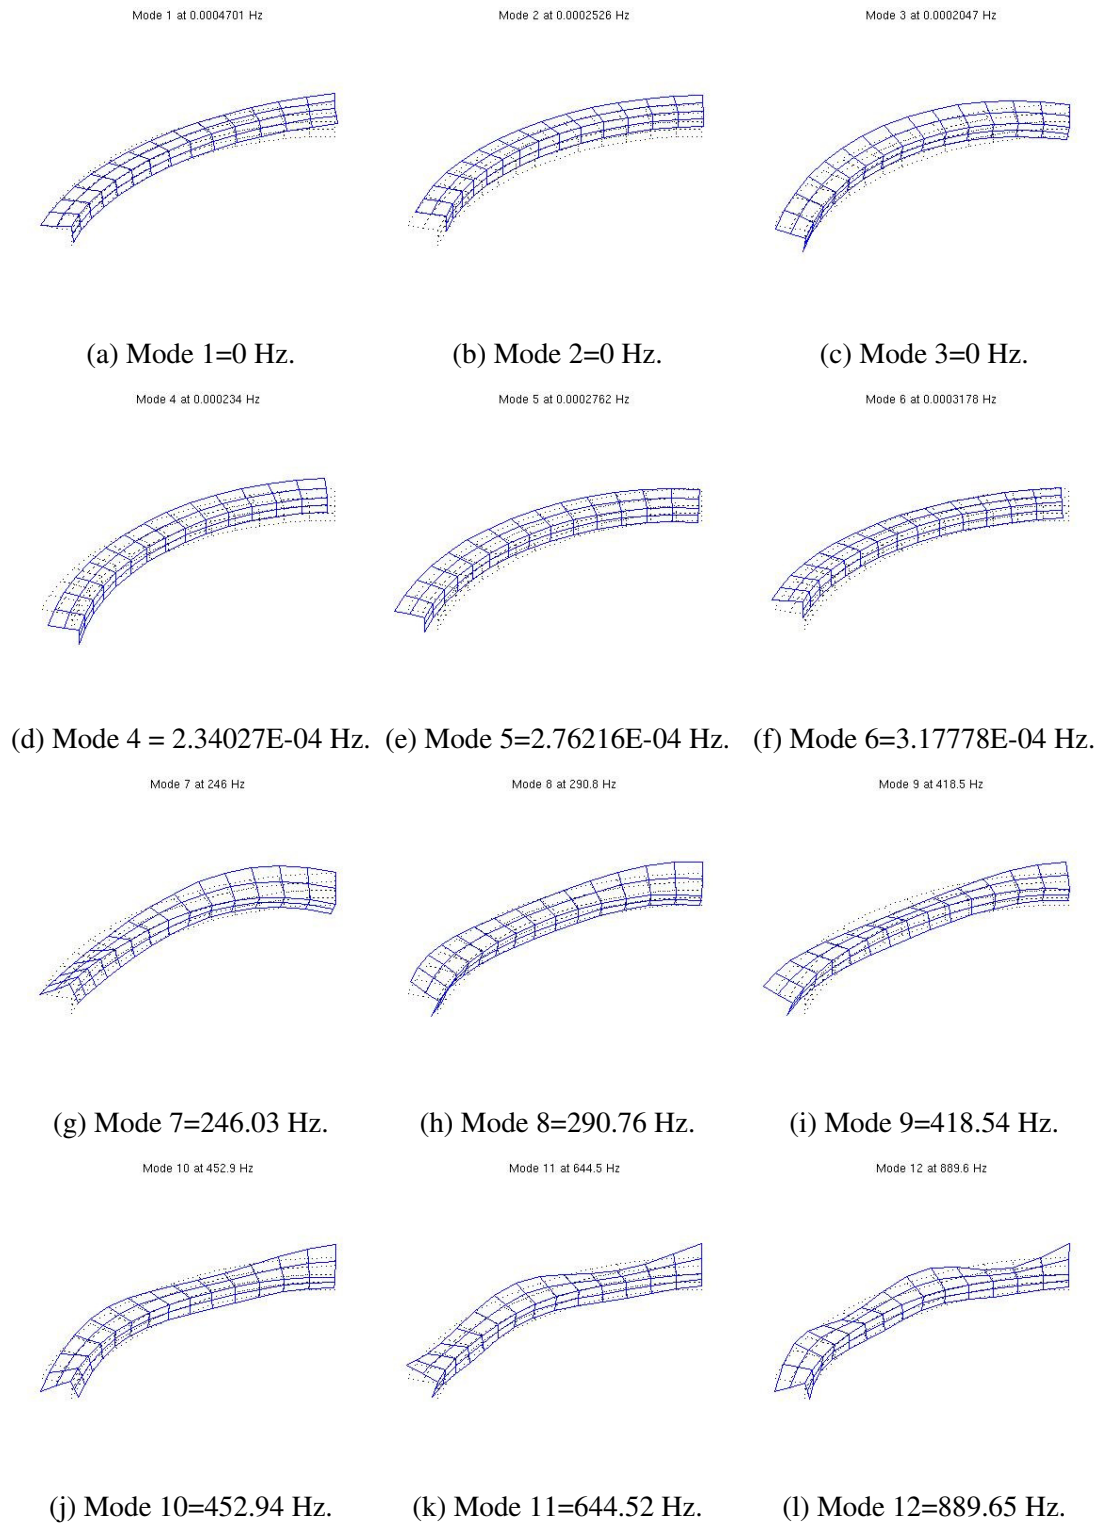 Mode 1 at 0.0004701 Hz
Mode 2 at 0.0002526 Hz
Mode 3 at 0.0002047 Hz
(a) Mode 1=0 Hz.
(b) Mode 2=0 Hz.
(c) Mode 3=0 Hz.
Mode 4 at 0.000234 Hz
Mode 5 at 0.0002762 Hz
Mode 6 at 0.0003178 Hz
(d) Mode 4 = 2.34027E-04 Hz.
(e) Mode 5=2.76216E-04 Hz.
(f) Mode 6=3.17778E-04 Hz.
Mode 7 at 246 Hz
Mode 8 at 290.8 Hz
Mode 9 at 418.5 Hz
(g) Mode 7=246.03 Hz.
(h) Mode 8=290.76 Hz.
(i) Mode 9=418.54 Hz.
Mode 10 at 452.9 Hz
Mode 11 at 644.5 Hz
Mode 12 at 889.6 Hz
(j) Mode 10=452.94 Hz.
(k) Mode 11=644.52 Hz.
(l) Mode 12=889.65 Hz.